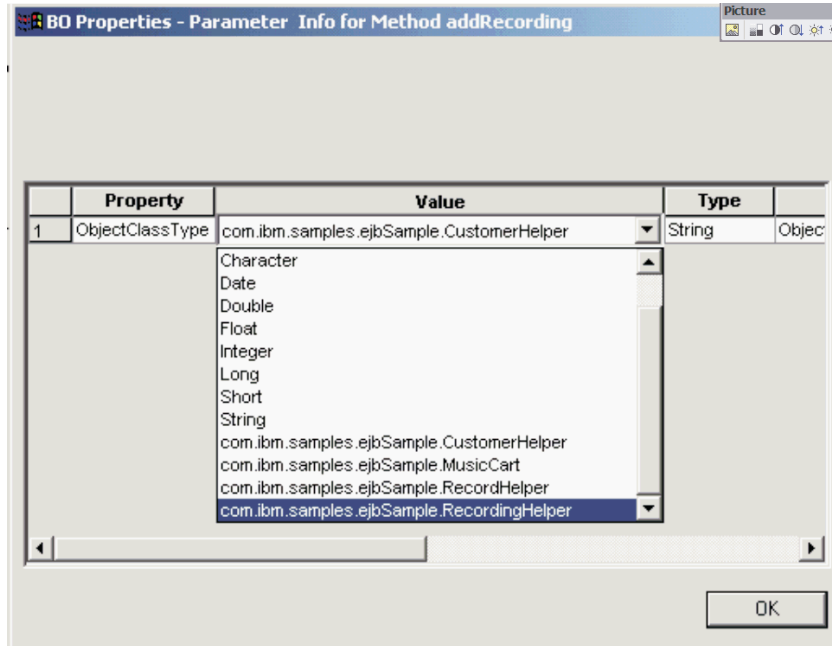 BO Properties - Parameter Info for Method addRecording
Picture
Property Value Type
1 ObjectClassType com.ibm.samples.ejbSample.CustomerHelper String Objec
Character
Date
Double
Float
Integer
Long
Short
String
com.ibm.samples.ejbSample.CustomerHelper
com.ibm.samples.ejbSample.MusicCart
com.ibm.samples.ejbSample.RecordHelper
com.ibm.samples.ejbSample.RecordingHelper
OK